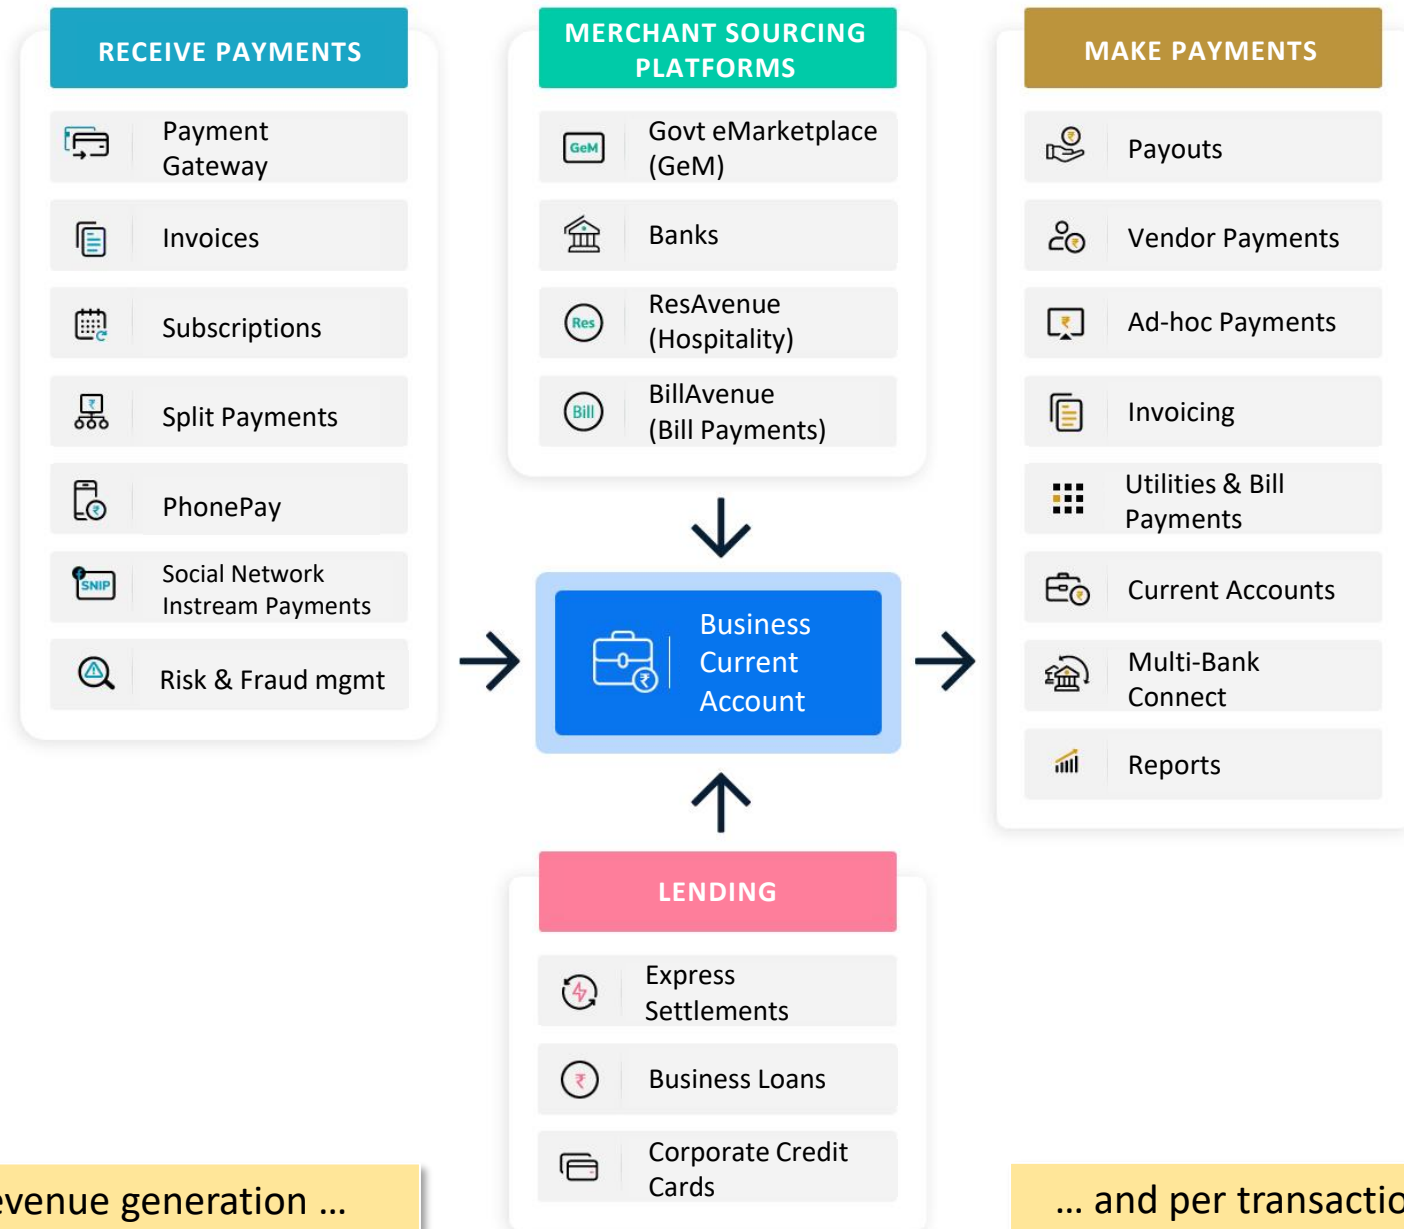 RECEIVE PAYMENTS
Payment
Gateway
Invoices
Subscriptions
Split Payments
PhonePay
SNIP
Social Network
Instream Payments
Risk & Fraud mgmt
MERCHANT SOURCING
PLATFORMS
GeM
Govt eMarketplace
(GeM)
Banks
Res
ResAvenue
(Hospitality)
Bill
BillAvenue
(Bill Payments)
Business
Current
Account
LENDING
Express
Settlements
Business Loans
Corporate Credit
Cards
MAKE PAYMENTS
Payouts
Vendor Payments
Ad-hoc Payments
Invoicing
Utilities & Bill
Payments
Current Accounts
Multi-Bank
Connect
Reports
evenue generation ...
... and per transactio